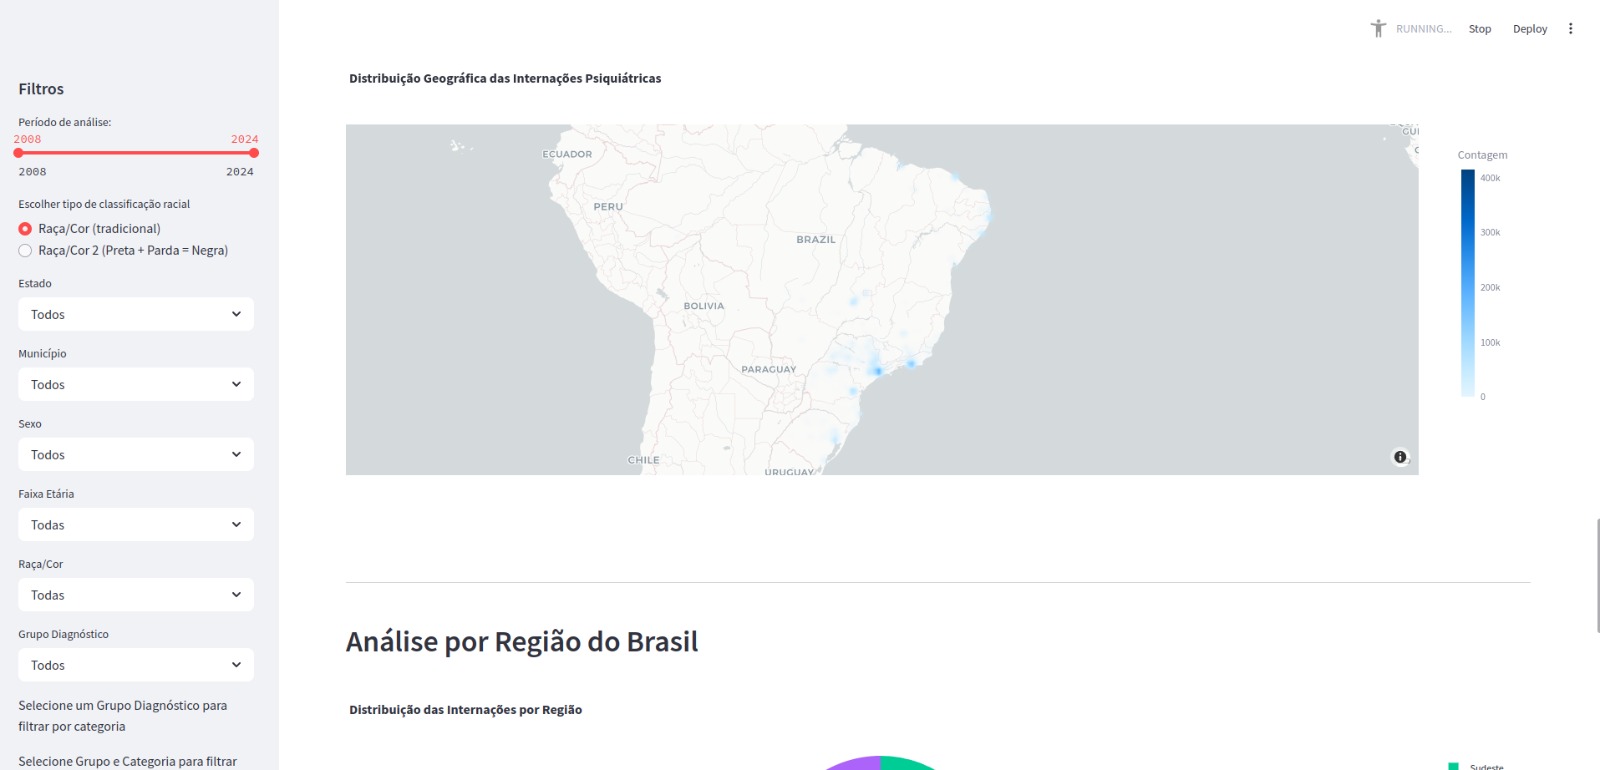 RUNNING...
Stop
Deploy
Filtros
Período de análise:
2008
2024
2008
2024
Escolher tipo de classificação racial
Raça/Cor (tradicional)
Raça/Cor 2 (Preta + Parda = Negra)
Estado
Todos
Município
Todos
Sexo
Todos
Faixa Etária
Todas
Raça/Cor
Todas
Grupo Diagnóstico
Todos
Selecione um Grupo Diagnóstico para
filtrar por categoria
Selecione Grupo e Categoria para filtrar
Distribuição Geográfica das Internações Psiquiátricas
ECUADOR
PERU
BRAZIL
BOLIVIA
PARAGUAY
CHILE
URUGUAY
Contagem
400k
300k
200k
100k
0
Análise por Região do Brasil
Distribuição das Internações por Região
Sudeste